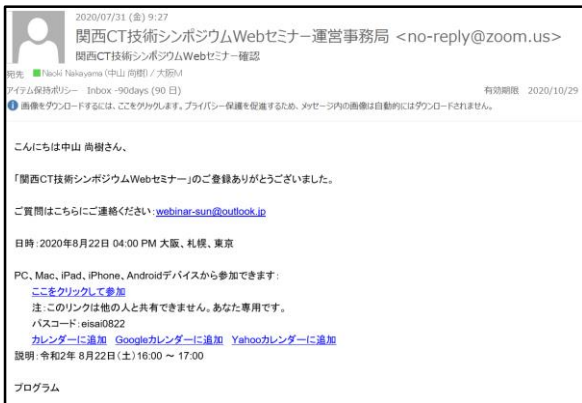 2020/07/31 (金) 9:27
関西CT技術シンポジウムWebセミナー運営事務局 <no-reply@zoom.us>
関西CT技術シンポジウムWebセミナー確認
宛先 Naoki Nakayama (中山 尚樹) / 大阪M
アイテム保持ポリシー Inbox -90days (90 日) 有効期限 2020/10/29
画像をダウンロードするには、ここをクリックします。プライバシー保護を促進するため、メッセージ内の画像は自動的にはダウンロードされません。
こんにちは中山 尚樹さん、
「関西CT技術シンポジウムWebセミナー」のご登録ありがとうございました。
ご質問はこちらにご連絡ください:webinar-sun@outlook.jp
日時:2020年8月22日 04:00 PM 大阪、札幌、東京
PC、Mac、iPad、iPhone、Androidデバイスから参加できます:
ここをクリックして参加
注:このリンクは他の人と共有できません。あなた専用です。
パスコード:eisai0822
カレンダーに追加 Googleカレンダーに追加 Yahooカレンダーに追加
説明:令和2年 8月22日(土)16:00 ~ 17:00
プログラム